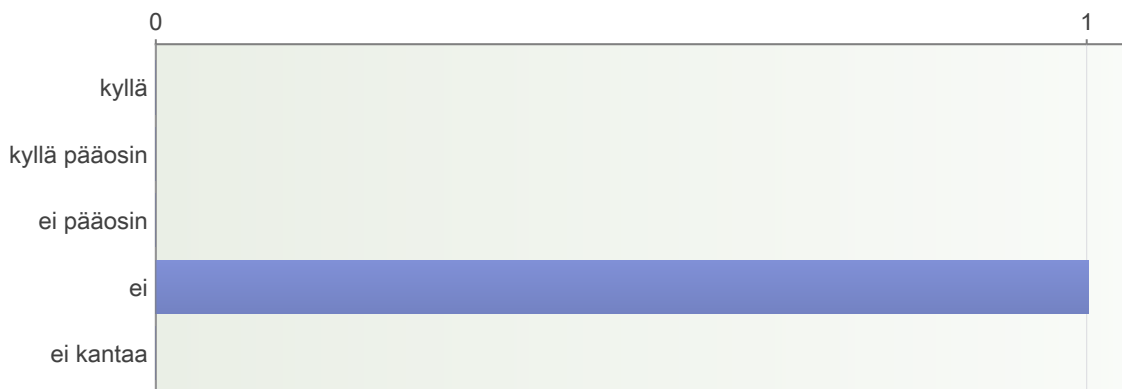 0 1
kyllä
kyllä pääosin
ei pääosin
ei
ei kantaa